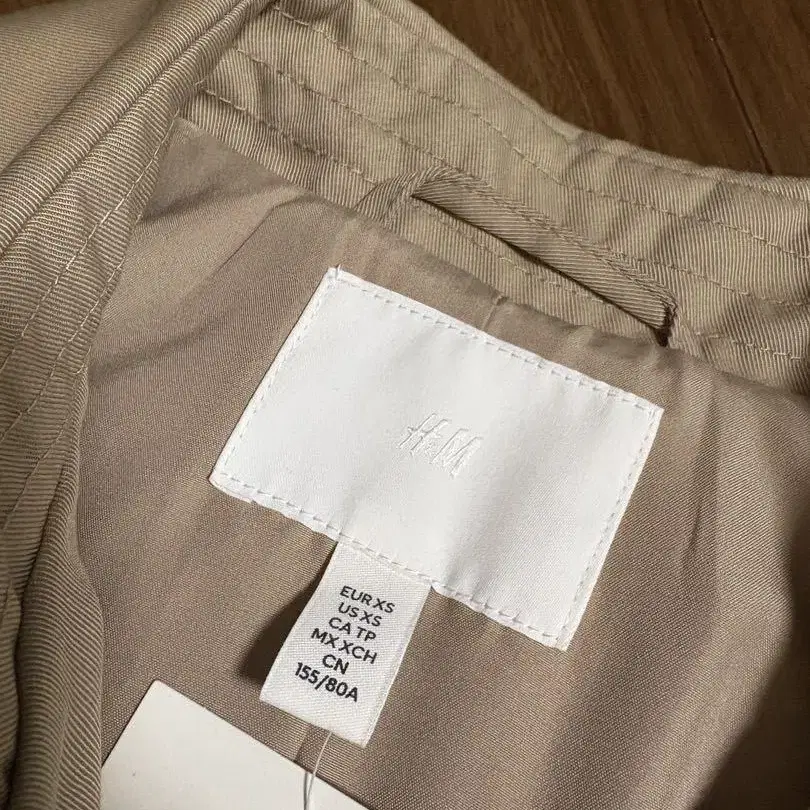 H&M
EUR XS
US XS
CA TP
MX XCH
CN
155/80A